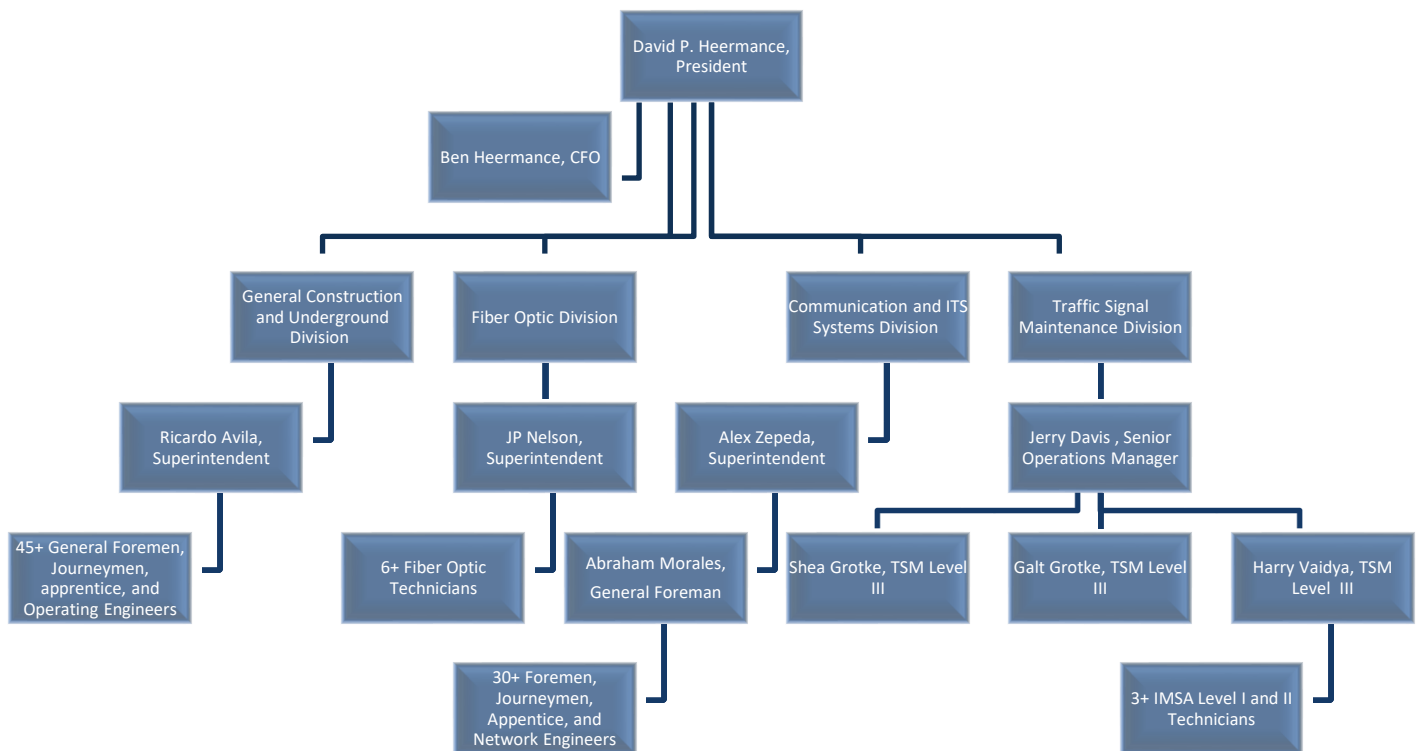 David P. Heermance,
President
Ben Heermance, CFO
General Construction
and Underground
Division
Fiber Optic Division
Communication and ITS
Systems Division
Traffic Signal
Maintenance Division
Ricardo Avila,
Superintendent
JP Nelson,
Superintendent
Alex Zepeda,
Superintendent
Jerry Davis , Senior
Operations Manager
45+ General Foremen,
Journeymen,
apprentice, and
Operating Engineers
6+ Fiber Optic
Technicians
Abraham Morales,
General Foreman
Shea Grotke, TSM Level
III
Galt Grotke, TSM Level
III
Harry Vaidya, TSM
Level  III
30+ Foremen,
Journeymen,
Appentice, and
Network Engineers
3+ IMSA Level I and II
Technicians